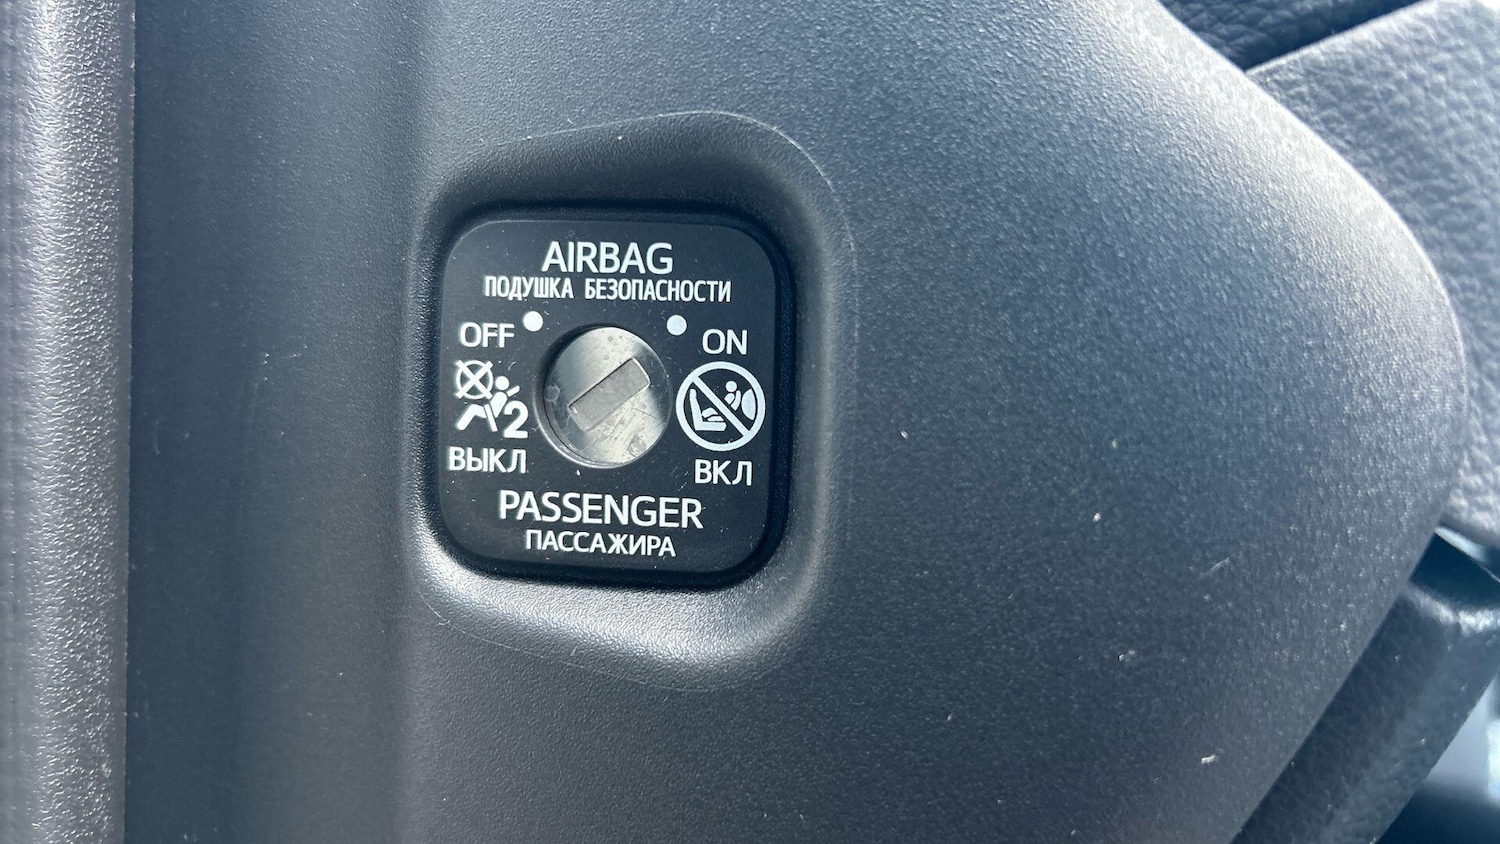 AIRBAG
ПОДУШКА БЕЗОПАСНОСТИ
OFF
ON
2
ВЫКЛ
ВКЛ
PASSENGER
ПАССАЖИРА